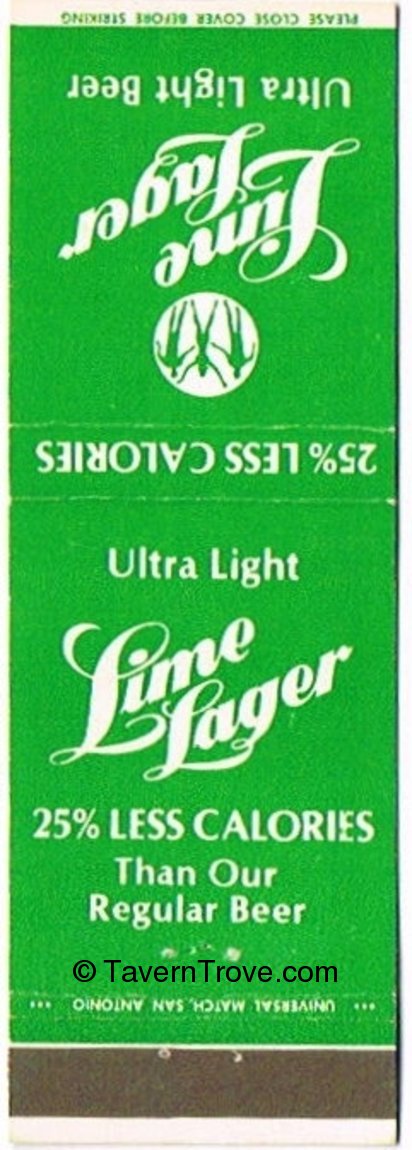 PLEASE CLOSE COVER BEFORE STRIKING
Ultra Light Beer
Lime
Lager
25% LESS CALORIES
Ultra Light
Lime
Lager
25% LESS CALORIES
Than Our
Regular Beer
© TavernTrove.com
••• UNIVERSAL MATCH, SAN ANTONIO •••